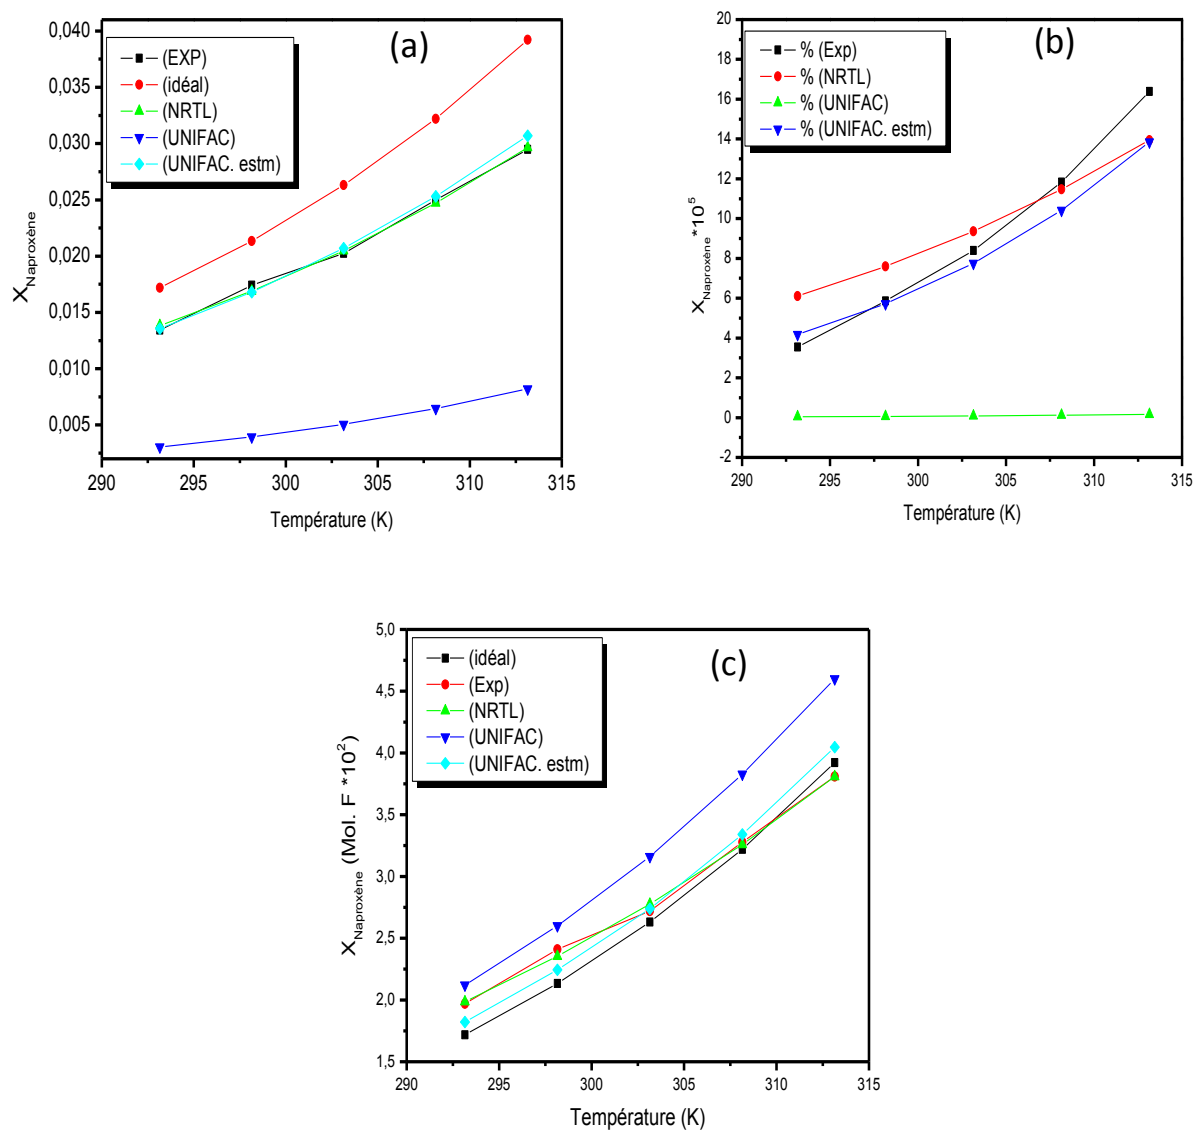 (a)
(EXP)
(idéal)
(NRTL)
(UNIFAC)
(UNIFAC. estm)
0,040
0,035
0,030
0,025
0,020
0,015
0,010
0,005
X Naproxène
290 295 300 305 310 315
Température (K)
(b)
% (Exp)
% (NRTL)
% (UNIFAC)
% (UNIFAC. estm)
20
18
16
14
12
10
8
6
4
2
0
-2
X Naproxène *10^5
290 295 300 305 310 315
Température (K)
(c)
(idéal)
(Exp)
(NRTL)
(UNIFAC)
(UNIFAC. estm)
5,0
4,5
4,0
3,5
3,0
2,5
2,0
1,5
X Naproxène (Mol. F *10^2)
290 295 300 305 310 315
Température (K)